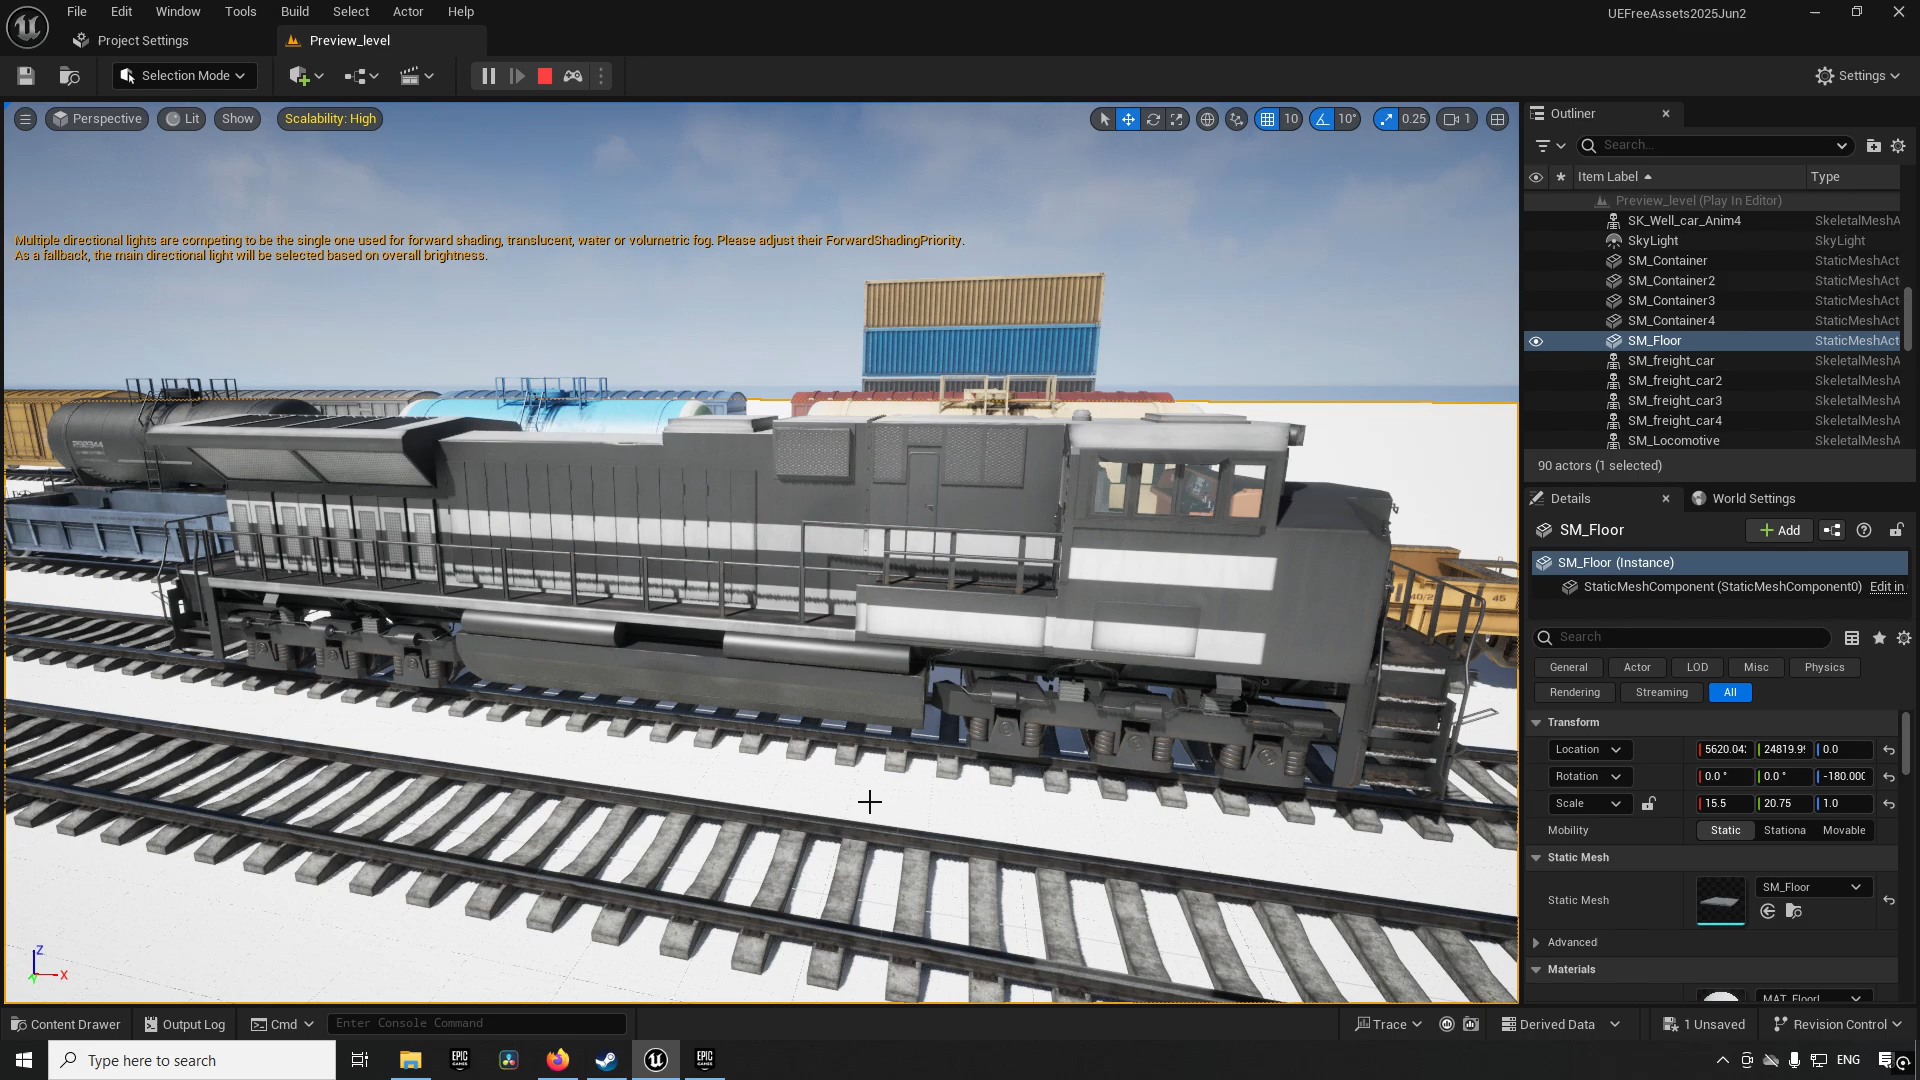 File Edit Window Tools Build Select Actor Help
UEFreeAssets2025Jun2
Project Settings
Preview_level
Selection Mode
Settings
Perspective
Lit
Show
Scalability: High
10
10°
0.25
1
Multiple directional lights are competing to be the single one used for forward shading, translucent, water or volumetric fog. Please adjust their ForwardShadingPriority.
As a fallback, the main directional light will be selected based on overall brightness.
Z
X
Outliner
Search...
Item Label Type
Preview_level (Play In Editor)
SK_Well_car_Anim4 SkeletalMeshA
SkyLight SkyLight
SM_Container StaticMeshAct
SM_Container2 StaticMeshAct
SM_Container3 StaticMeshAct
SM_Container4 StaticMeshAct
SM_Floor StaticMeshAct
SM_freight_car SkeletalMeshA
SM_freight_car2 SkeletalMeshA
SM_freight_car3 SkeletalMeshA
SM_freight_car4 SkeletalMeshA
SM_Locomotive SkeletalMeshA
90 actors (1 selected)
Details
World Settings
SM_Floor
Add
SM_Floor (Instance)
StaticMeshComponent (StaticMeshComponent0) Edit in
Search
General Actor LOD Misc Physics
Rendering Streaming All
Transform
Location 5620.04 24819.9 0.0
Rotation 0.0 ° 0.0 ° -180.000
Scale 15.5 20.75 1.0
Mobility Static Stationa Movable
Static Mesh
Static Mesh SM_Floor
Advanced
Materials
Content Drawer
Output Log
Cmd
Enter Console Command
Trace
Derived Data
1 Unsaved
Revision Control
Type here to search
EPIC GAMES
EPIC GAMES
ENG